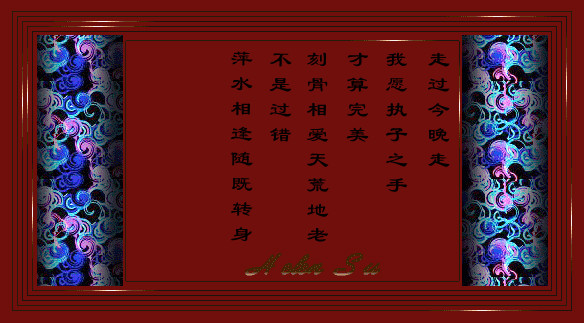 走过今晚走
我愿执子之手
才算完美
刻骨相爱天荒地老
不是过错
萍水相逢随既转身